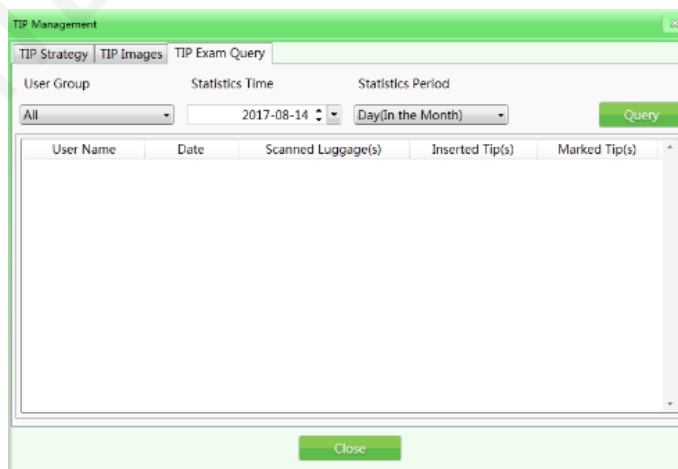 TIP Management
TIP Strategy TIP Images TIP Exam Query
User Group Statistics Time Statistics Period
All 2017-08-14 Day(In the Month) Query
User Name Date Scanned Luggage(s) Inserted Tip(s) Marked Tip(s)
Close